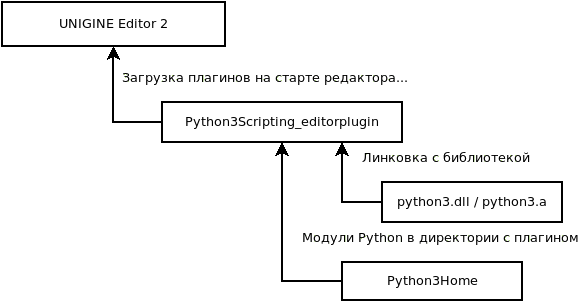 UNIGINE Editor 2
Загрузка плагинов на старте редактора...
Python3Scripting_editorplugin
Линковка с библиотекой
python3.dll / python3.a
Модули Python в директории с плагином
Python3Home